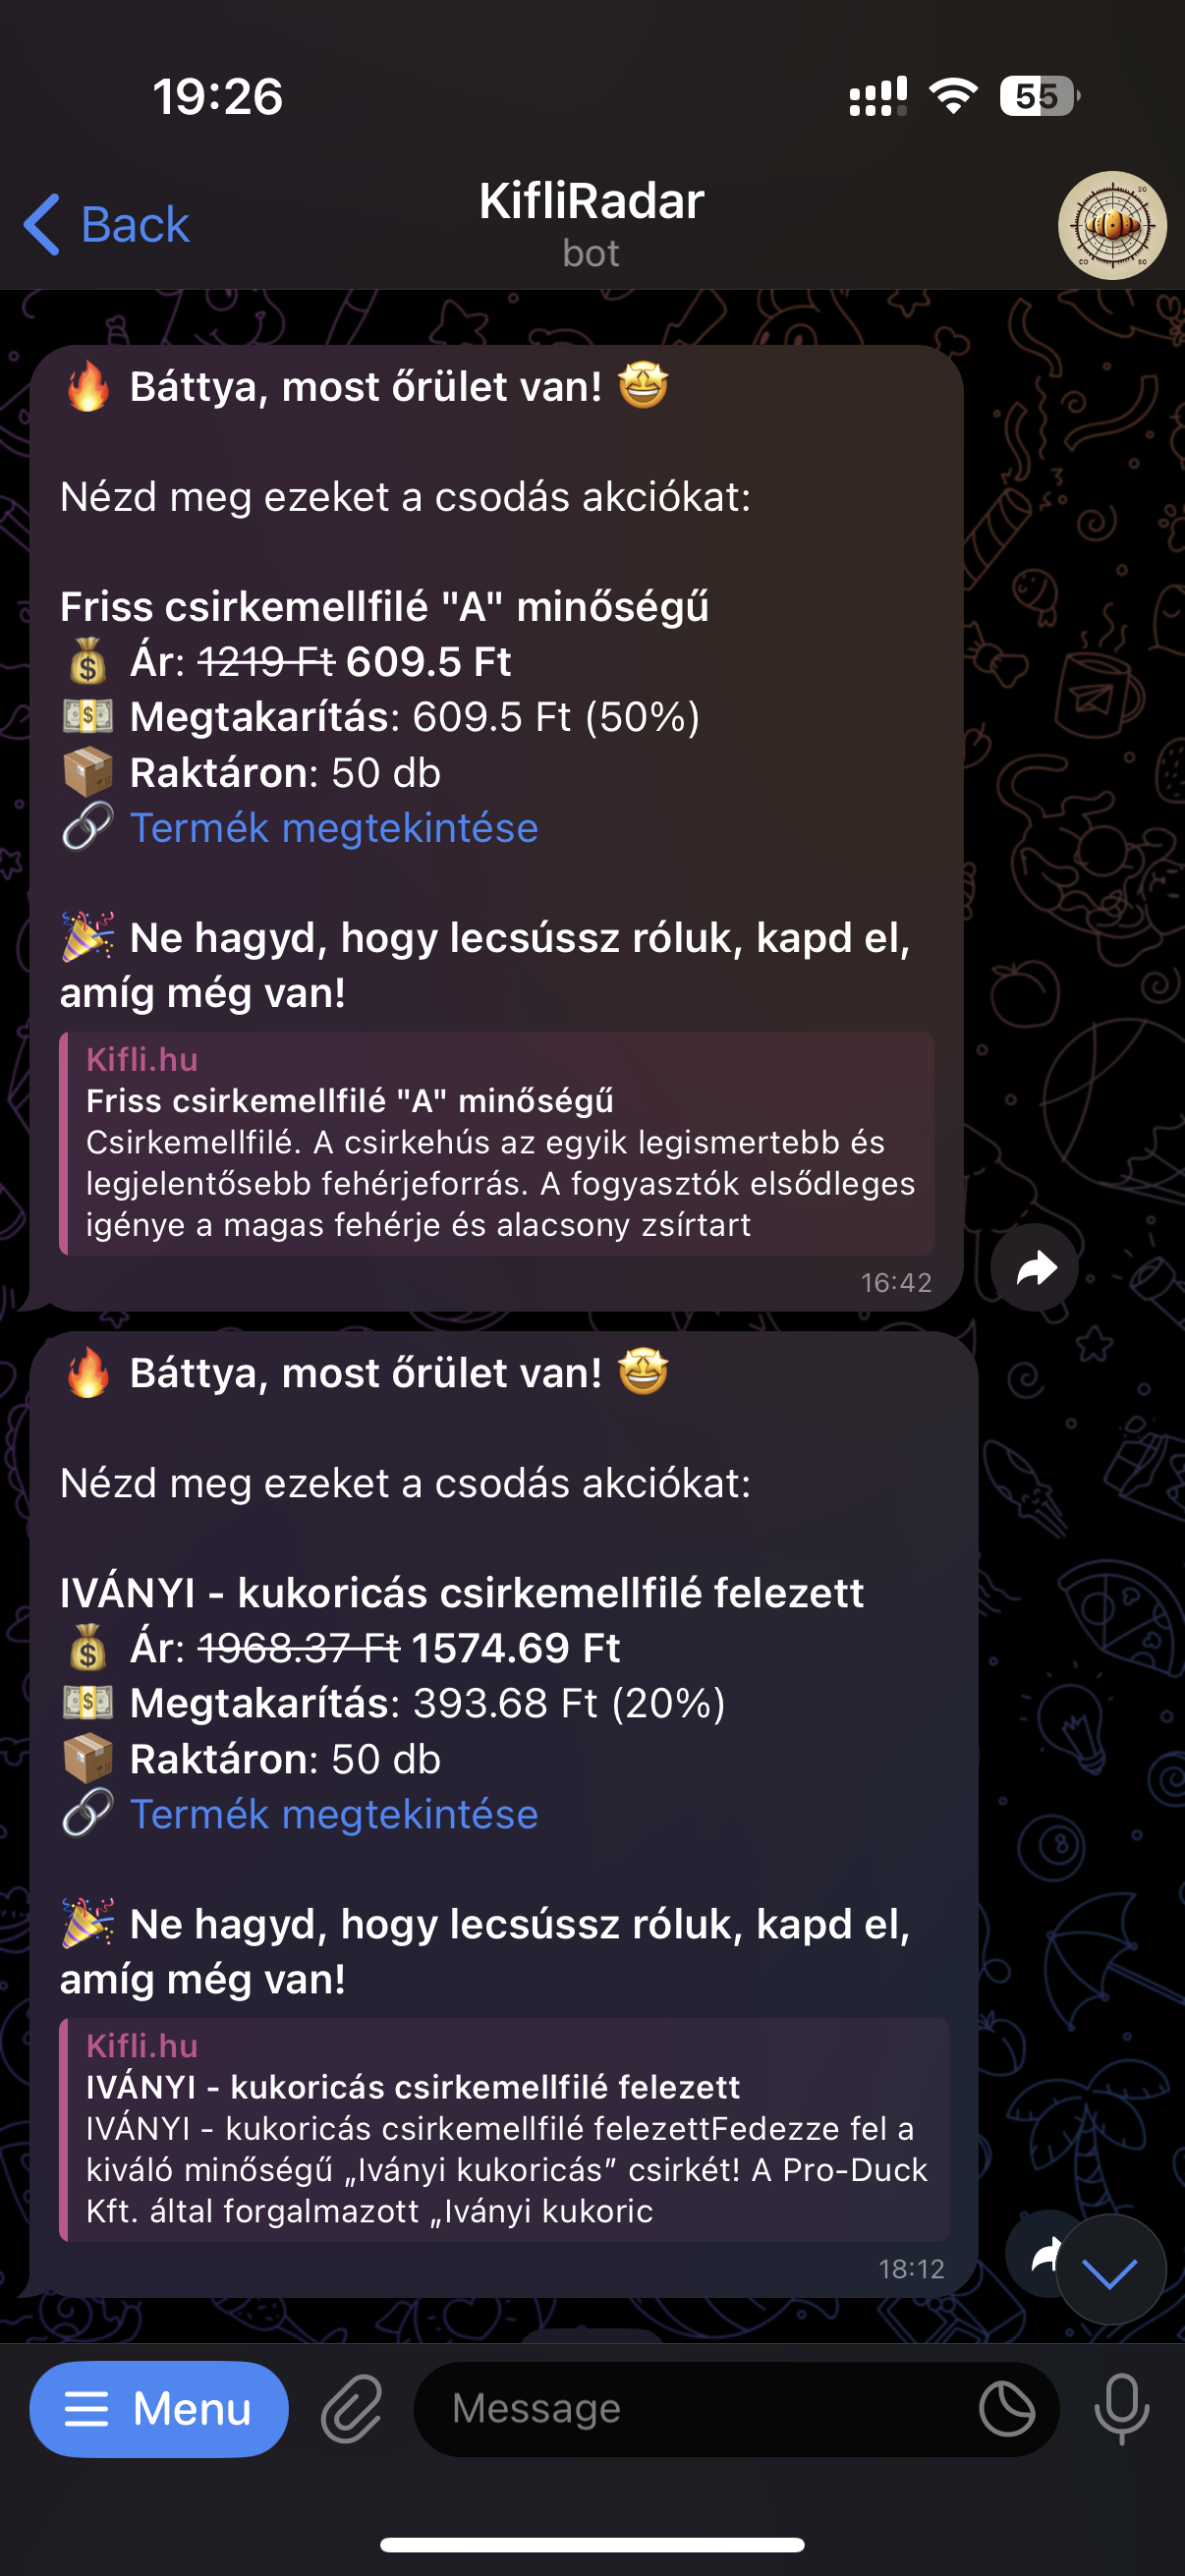 19:26
55
Back
KifliRadar
bot
🔥 Báttya, most őrület van! 🤩
Nézd meg ezeket a csodás akciókat:
Friss csirkemellfilé "A" minőségű
💰 Ár: 1219 Ft 609.5 Ft
💵 Megtakarítás: 609.5 Ft (50%)
📦 Raktáron: 50 db
🔗 Termék megtekintése
🎉 Ne hagyd, hogy lecsússz róluk, kapd el,
amíg még van!
Kifli.hu
Friss csirkemellfilé "A" minőségű
Csirkemellfilé. A csirkehús az egyik legismertebb és
legjelentősebb fehérjeforrás. A fogyasztók elsődleges
igénye a magas fehérje és alacsony zsírtart
16:42
🔥 Báttya, most őrület van! 🤩
Nézd meg ezeket a csodás akciókat:
IVÁNYI - kukoricás csirkemellfilé felezett
💰 Ár: 1968.37 Ft 1574.69 Ft
💵 Megtakarítás: 393.68 Ft (20%)
📦 Raktáron: 50 db
🔗 Termék megtekintése
🎉 Ne hagyd, hogy lecsússz róluk, kapd el,
amíg még van!
Kifli.hu
IVÁNYI - kukoricás csirkemellfilé felezett
IVÁNYI - kukoricás csirkemellfilé felezettFedezze fel a
kiváló minőségű „Iványi kukoricás” csirkét! A Pro-Duck
Kft. által forgalmazott „Iványi kukoric
18:12
Menu
Message